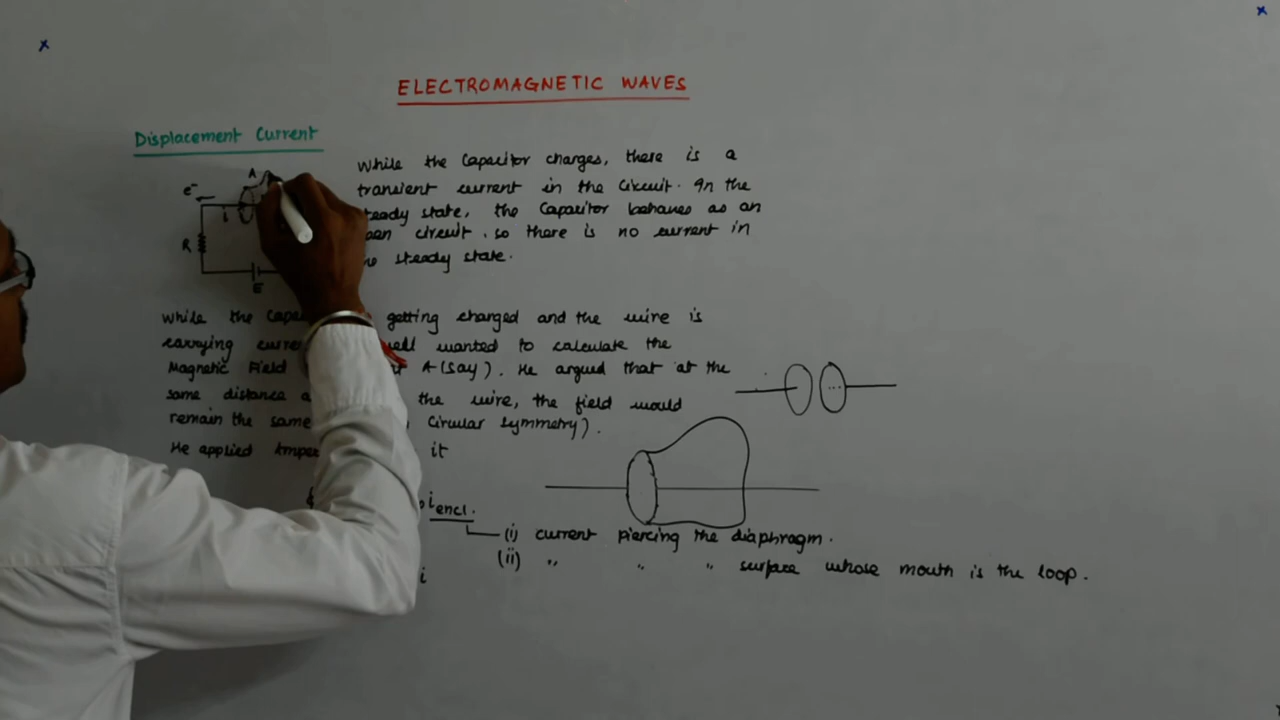 ELECTROMAGNETIC WAVES
Displacement Current
A
e⁻
i
R
E
While the Capacitor charges, there is a
transient current in the Circuit. In the
steady state, the Capacitor behaves as an
open circuit. so there is no current in
steady state.
While the getting charged and the wire is
carrying wanted to calculate the
Magnetic Field A (say). He argued that at the
same distance the wire, the field would
remain the same Circular Symmetry).
He applied it
i encl.
(i) current piercing the diaphragm.
(ii) " " " surface whose mouth is the loop.
i